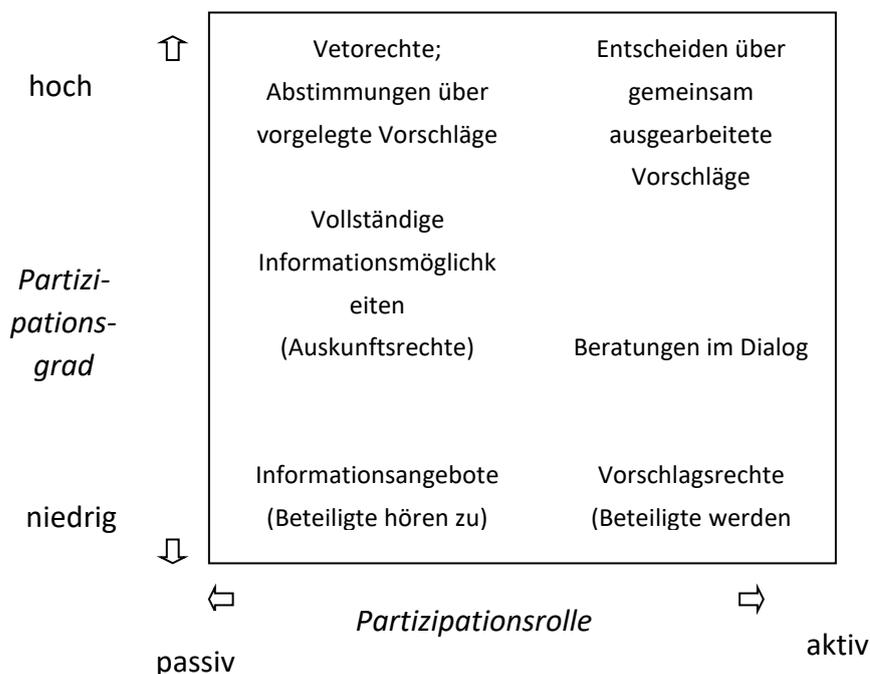 hoch
Vetorechte;
Abstimmungen über
vorgelegte Vorschläge
Entscheiden über
gemeinsam
ausgearbeitete
Vorschläge
Partizi-
pations-
grad
Vollständige
Informationsmöglichk
eiten
(Auskunftsrechte)
Beratungen im Dialog
niedrig
Informationsangebote
(Beteiligte hören zu)
Vorschlagsrechte
(Beteiligte werden
Partizipationsrolle
passiv
aktiv